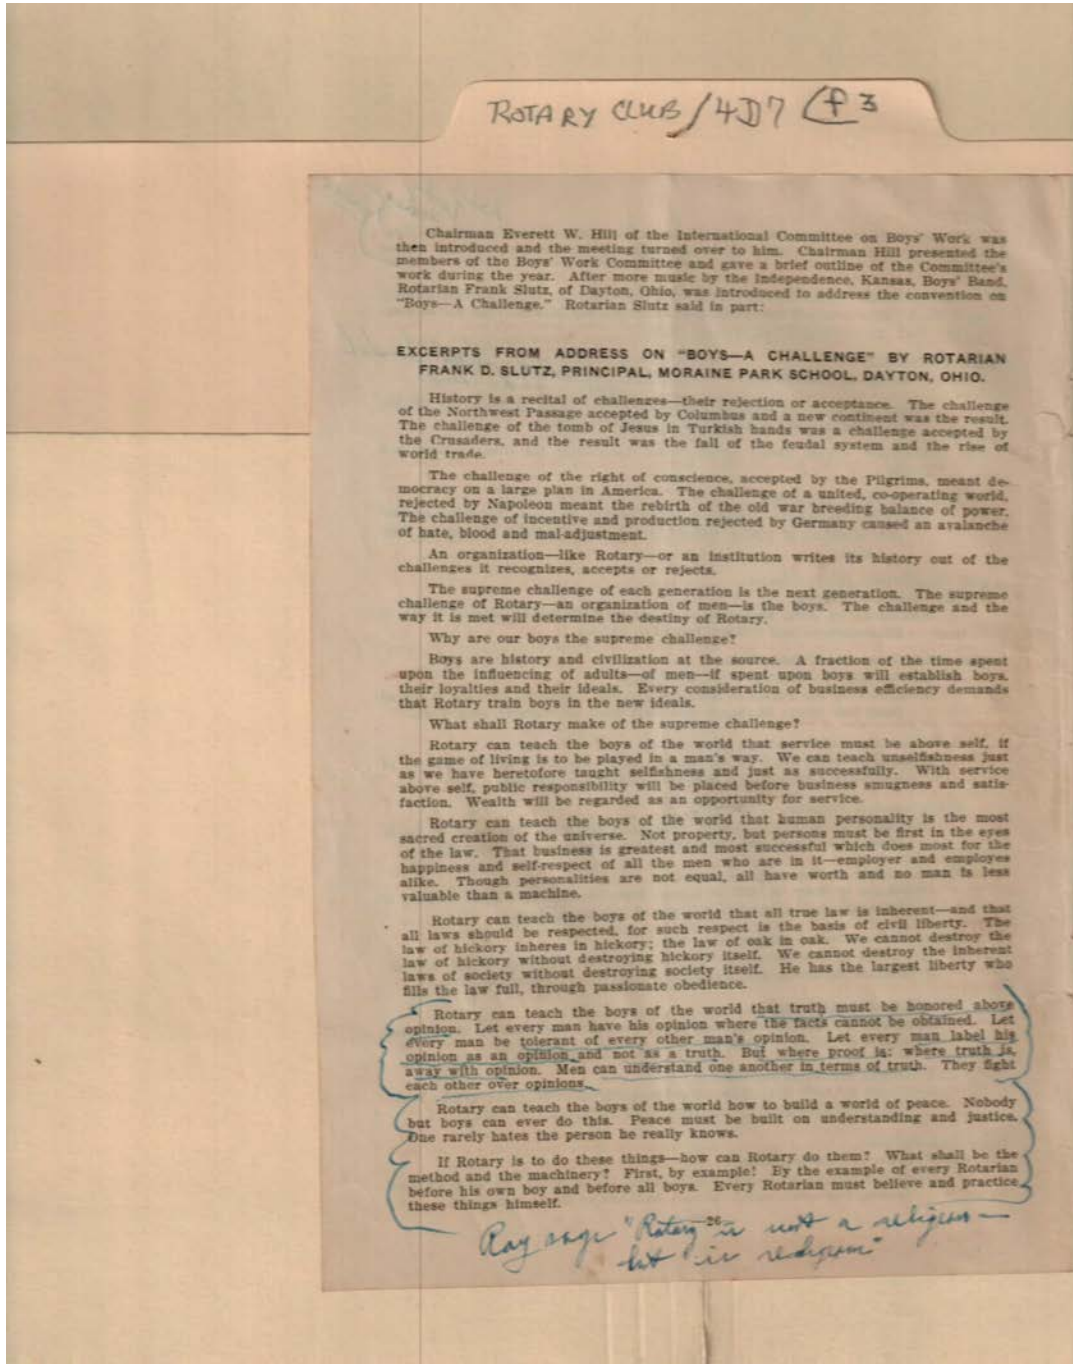 ROTARY CLUB/4D7 (f3
Chairman Everett W. Hill of the International Committee on Boys' Work was
then introduced and the meeting turned over to him. Chairman Hill presented the
members of the Boys' Work Committee and gave a brief outline of the Committee's
work during the year. After more music by the Independence, Kansas, Boys' Band,
Rotarian Frank Slutz, of Dayton, Ohio, was introduced to address the convention on
"Boys—A Challenge." Rotarian Slutz said in part:
EXCERPTS FROM ADDRESS ON "BOYS—A CHALLENGE" BY ROTARIAN
FRANK D. SLUTZ, PRINCIPAL, MORAINE PARK SCHOOL, DAYTON, OHIO.
History is a recital of challenges—their rejection or acceptance. The challenge
of the Northwest Passage accepted by Columbus and a new continent was the result.
The challenge of the tomb of Jesus in Turkish hands was a challenge accepted by
the Crusaders, and the result was the fall of the feudal system and the rise of
world trade.
The challenge of the right of conscience, accepted by the Pilgrims, meant de-
mocracy on a large plan in America. The challenge of a united, co-operating world,
rejected by Napoleon meant the rebirth of the old war breeding balance of power.
The challenge of incentive and production rejected by Germany caused an avalanche
of hate, blood and mal-adjustment.
An organization—like Rotary—or an institution writes its history out of the
challenges it recognizes, accepts or rejects.
The supreme challenge of each generation is the next generation. The supreme
challenge of Rotary—an organization of men—is the boys. The challenge and the
way it is met will determine the destiny of Rotary.
Why are our boys the supreme challenge?
Boys are history and civilization at the source. A fraction of the time spent
upon the influencing of adults—of men—if spent upon boys will establish boys,
their loyalties and their ideals. Every consideration of business efficiency demands
that Rotary train boys in the new ideals.
What shall Rotary make of the supreme challenge?
Rotary can teach the boys of the world that service must be above self, if
the game of living is to be played in a man's way. We can teach unselfishness just
as we have heretofore taught selfishness and just as successfully. With service
above self, public responsibility will be placed before business smugness and satis-
faction. Wealth will be regarded as an opportunity for service.
Rotary can teach the boys of the world that human personality is the most
sacred creation of the universe. Not property, but persons must be first in the eyes
of the law. That business is greatest and most successful which does most for the
happiness and self-respect of all the men who are in it—employer and employes
alike. Though personalities are not equal, all have worth and no man is less
valuable than a machine.
Rotary can teach the boys of the world that all true law is inherent—and that
all laws should be respected, for such respect is the basis of civil liberty. The
law of hickory inheres in hickory; the law of oak in oak. We cannot destroy the
law of hickory without destroying hickory itself. We cannot destroy the inherent
laws of society without destroying society itself. He has the largest liberty who
fills the law full, through passionate obedience.
Rotary can teach the boys of the world that truth must be honored above
opinion. Let every man have his opinion where the facts cannot be obtained. Let
every man be tolerant of every other man's opinion. Let every man label his
opinion as an opinion and not as a truth. But where proof is; where truth is,
away with opinion. Men can understand one another in terms of truth. They fight
each other over opinions.
Rotary can teach the boys of the world how to build a world of peace. Nobody
but boys can ever do this. Peace must be built on understanding and justice.
One rarely hates the person he really knows.
If Rotary is to do these things—how can Rotary do them? What shall be the
method and the machinery? First, by example! By the example of every Rotarian
before his own boy and before all boys. Every Rotarian must believe and practice
these things himself.
—26—
Roy says "Rotary is not a religion—
but is religion"